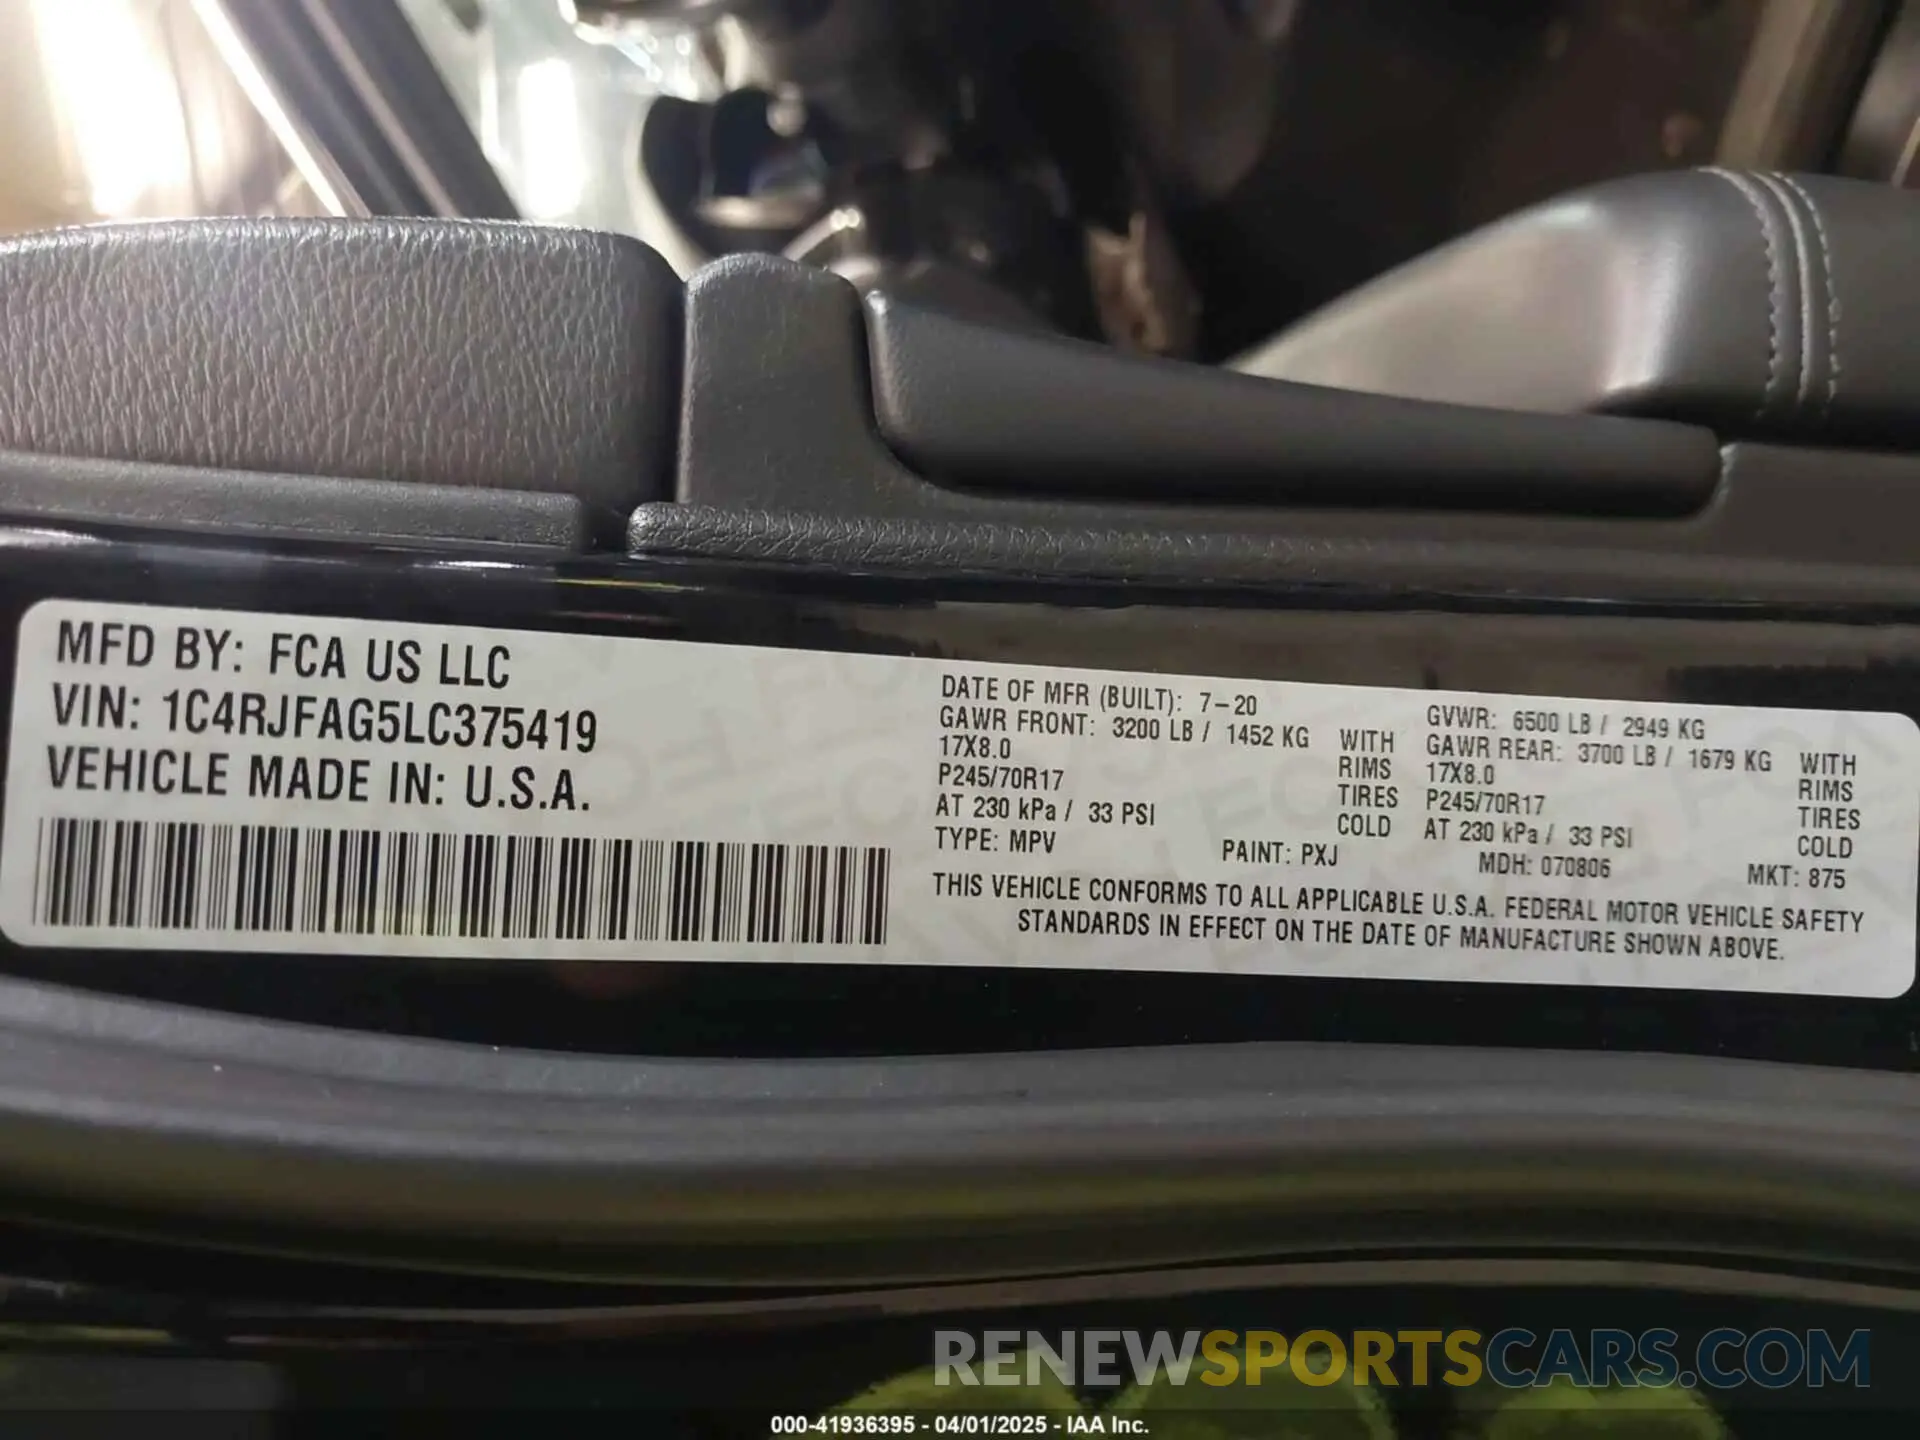 MFD BY: FCA US LLC
VIN: 1C4RJFAG5LC375419
VEHICLE MADE IN: U.S.A.
DATE OF MFR (BUILT): 7-20
GAWR FRONT: 3200 LB / 1452 KG WITH
17X8.0 RIMS
P245/70R17 TIRES
AT 230 kPa / 33 PSI COLD
GVWR: 6500 LB / 2949 KG
GAWR REAR: 3700 LB / 1679 KG WITH
17X8.0 RIMS
P245/70R17 TIRES
AT 230 kPa / 33 PSI COLD
TYPE: MPV PAINT: PXJ MDH: 070806 MKT: 875
THIS VEHICLE CONFORMS TO ALL APPLICABLE U.S.A. FEDERAL MOTOR VEHICLE SAFETY
STANDARDS IN EFFECT ON THE DATE OF MANUFACTURE SHOWN ABOVE.
RENEWSPORTSCARS.COM
000-41936395 - 04/01/2025 - IAA Inc.